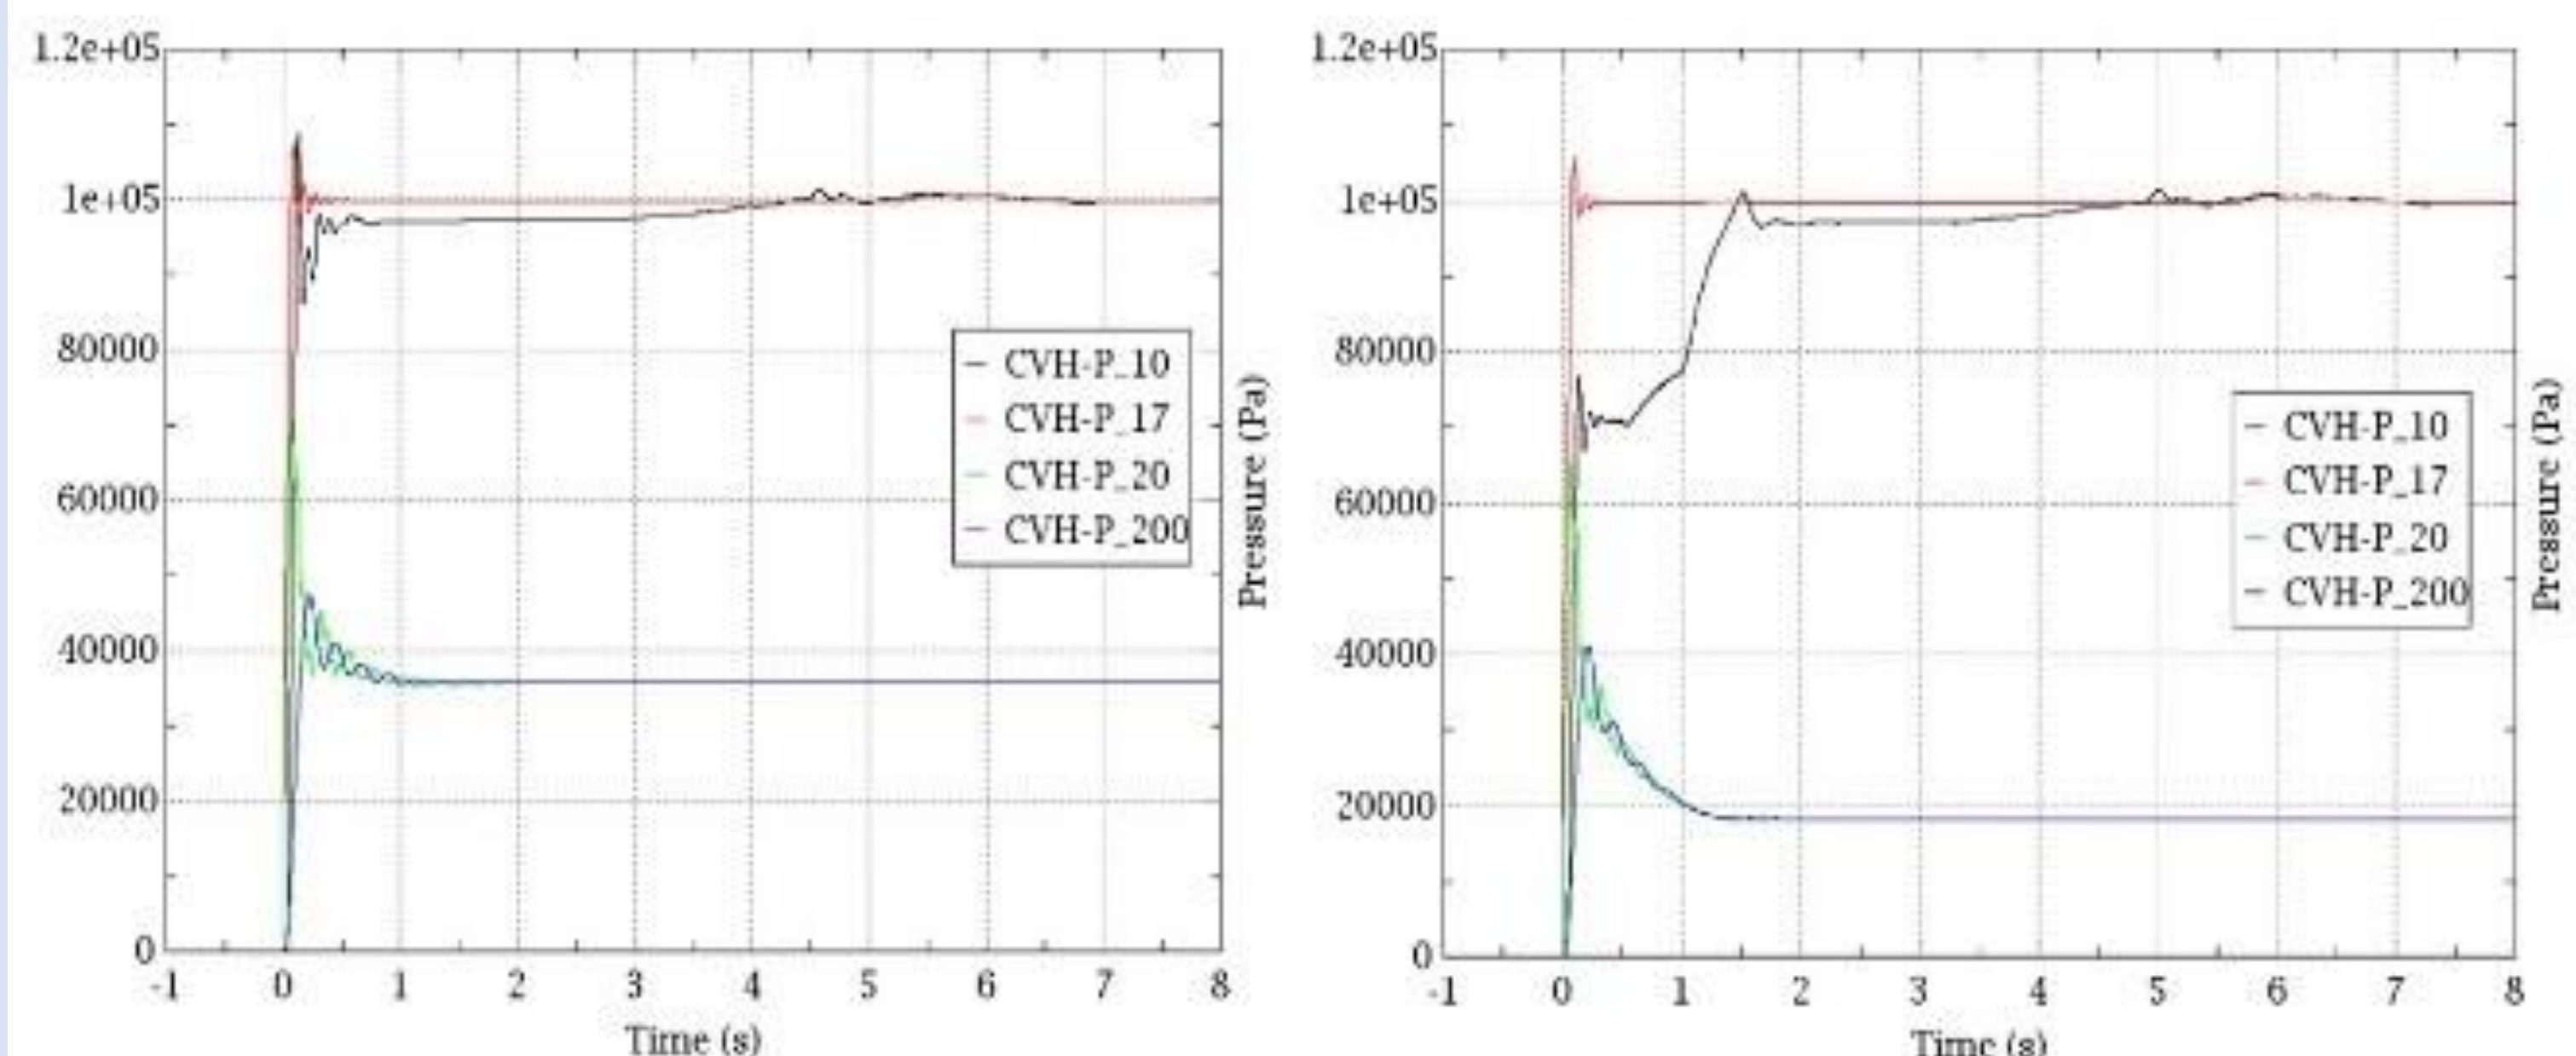 1.2e+05
1e+05
80000
60000
40000
20000
0
-1 0 1 2 3 4 5 6 7 8
Time (s)
CVH-P_10
CVH-P_17
CVH-P_20
CVH-P_200
Pressure (Pa)
1.2e+05
1e+05
80000
60000
40000
20000
0
-1 0 1 2 3 4 5 6 7 8
Time (s)
CVH-P_10
CVH-P_17
CVH-P_20
CVH-P_200
Pressure (Pa)